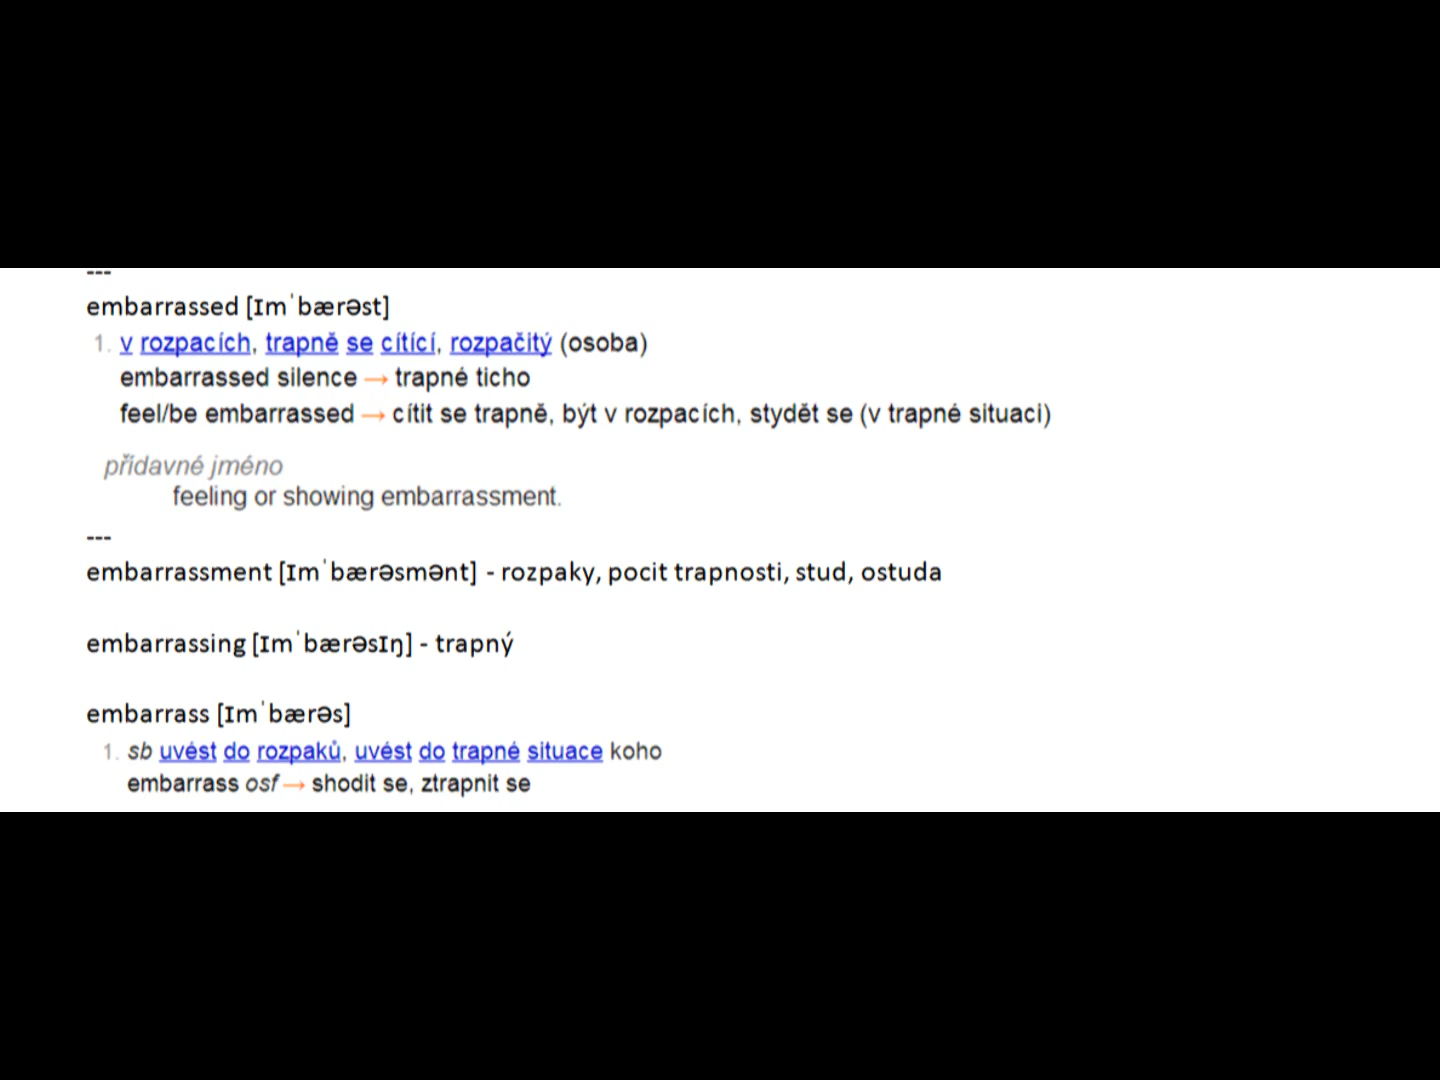 ---
embarrassed [ɪmˈbærəst]
1. v rozpacích, trapně se cítící, rozpačitý (osoba)
embarrassed silence → trapné ticho
feel/be embarrassed → cítit se trapně, být v rozpacích, stydět se (v trapné situaci)
přídavné jméno
feeling or showing embarrassment.
---
embarrassment [ɪmˈbærəsmənt] - rozpaky, pocit trapnosti, stud, ostuda
embarrassing [ɪmˈbærəsɪŋ] - trapný
embarrass [ɪmˈbærəs]
1. sb uvést do rozpaků, uvést do trapné situace koho
embarrass osf → shodit se, ztrapnit se